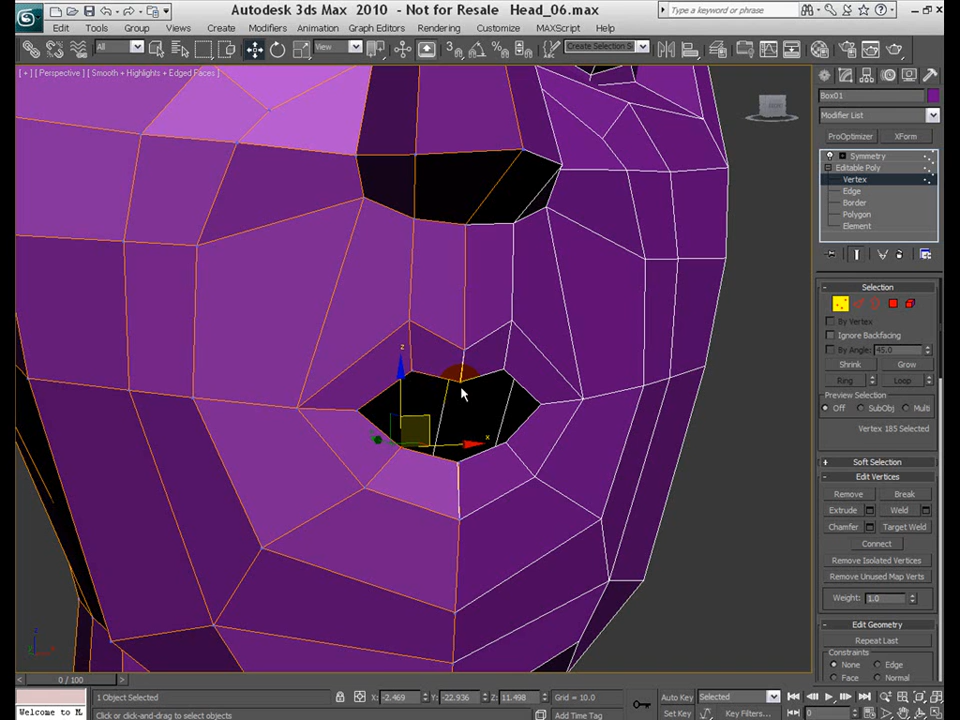 Autodesk 3ds Max 2010 - Not for Resale Head_06.max
Type a keyword or phrase
Edit Tools Group Views Create Modifiers Animation Graph Editors Rendering Customize MAXScript Help
All View Create Selection S
[ + ] [ Perspective ] [ Smooth + Highlights + Edged Faces ]
Box01
Modifier List
ProOptimizer XForm
Symmetry
Editable Poly
Vertex
Edge
Border
Polygon
Element
Selection
By Vertex
Ignore Backfacing
By Angle: 45.0
Shrink Grow
Ring Loop
Preview Selection
Off SubObj Multi
Vertex 185 Selected
Soft Selection
Edit Vertices
Remove Break
Extrude Weld
Chamfer Target Weld
Connect
Remove Isolated Vertices
Remove Unused Map Verts
Weight: 1.0
Edit Geometry
Repeat Last
Constraints
None Edge
Face Normal
z
x
z
0 / 100
1 Object Selected X: -2.469 Y: -22.936 Z: 11.498 Grid = 10.0 Auto Key Selected
Welcome to M Click or click-and-drag to select objects Add Time Tag Set Key Key Filters... 0